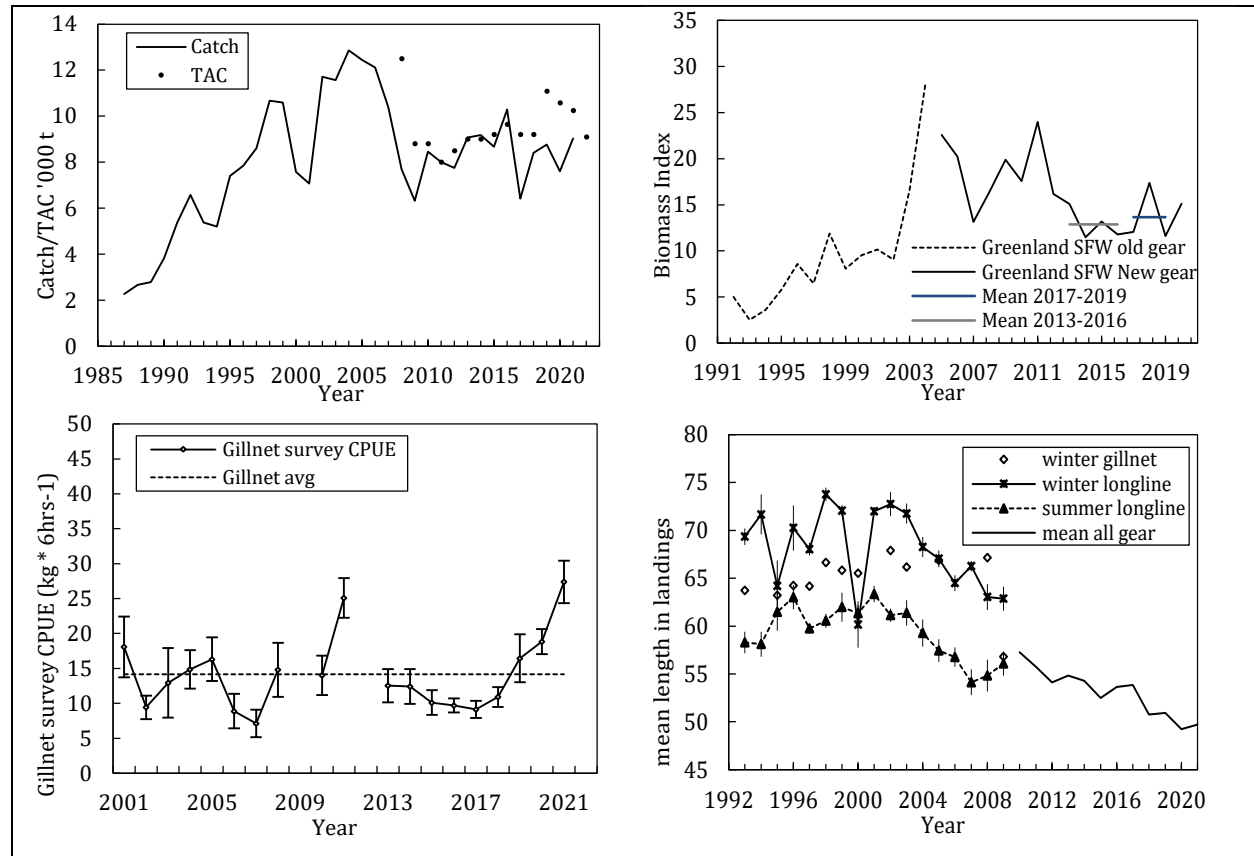 Catch/TAC '000 t
14
12
10
8
6
4
2
0
Catch
TAC
1985 1990 1995 2000 2005 2010 2015 2020
Year
Biomass Index
35
30
25
20
15
10
5
0
Greenland SFW old gear
Greenland SFW New gear
Mean 2017-2019
Mean 2013-2016
1991 1995 1999 2003 2007 2011 2015 2019
Year
Gillnet survey CPUE (kg * 6hrs-1)
50
45
40
35
30
25
20
15
10
5
0
Gillnet survey CPUE
Gillnet avg
2001 2005 2009 2013 2017 2021
Year
mean length in landings
80
75
70
65
60
55
50
45
winter gillnet
winter longline
summer longline
mean all gear
1992 1996 2000 2004 2008 2012 2016 2020
Year